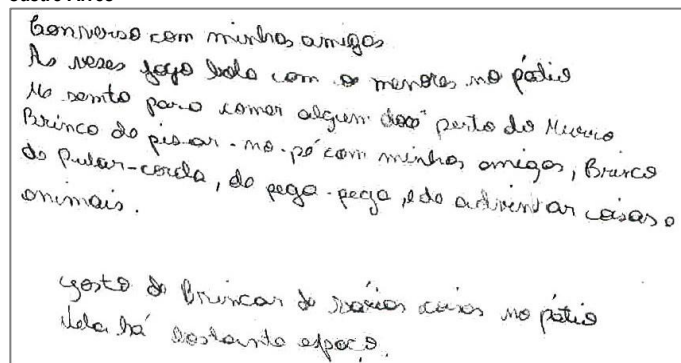 Converso com minhas amigas
As veses jogo bola com os menores no pátio
Me sento para comer algum doce perto do Muro
Brinco de pisar-no-pé com minhas amigas, Brinco
de Pular-corda, de pega-pega, e de adivinhar coisas e
animais.
gosto de Brincar de várias coisas no pátio
dela há bastante espaço.